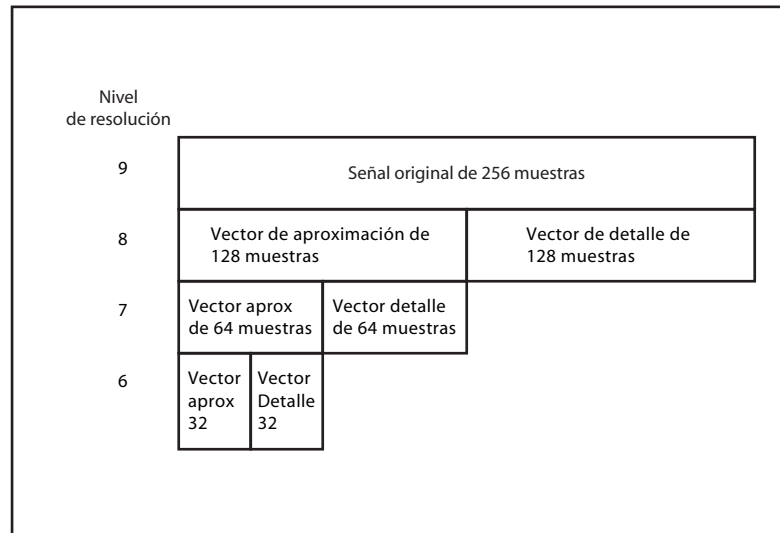 Nivel
de resolución
9
Señal original de 256 muestras
8
Vector de aproximación de
128 muestras
Vector de detalle de
128 muestras
7
Vector aprox
de 64 muestras
Vector detalle
de 64 muestras
6
Vector
aprox
32
Vector
Detalle
32